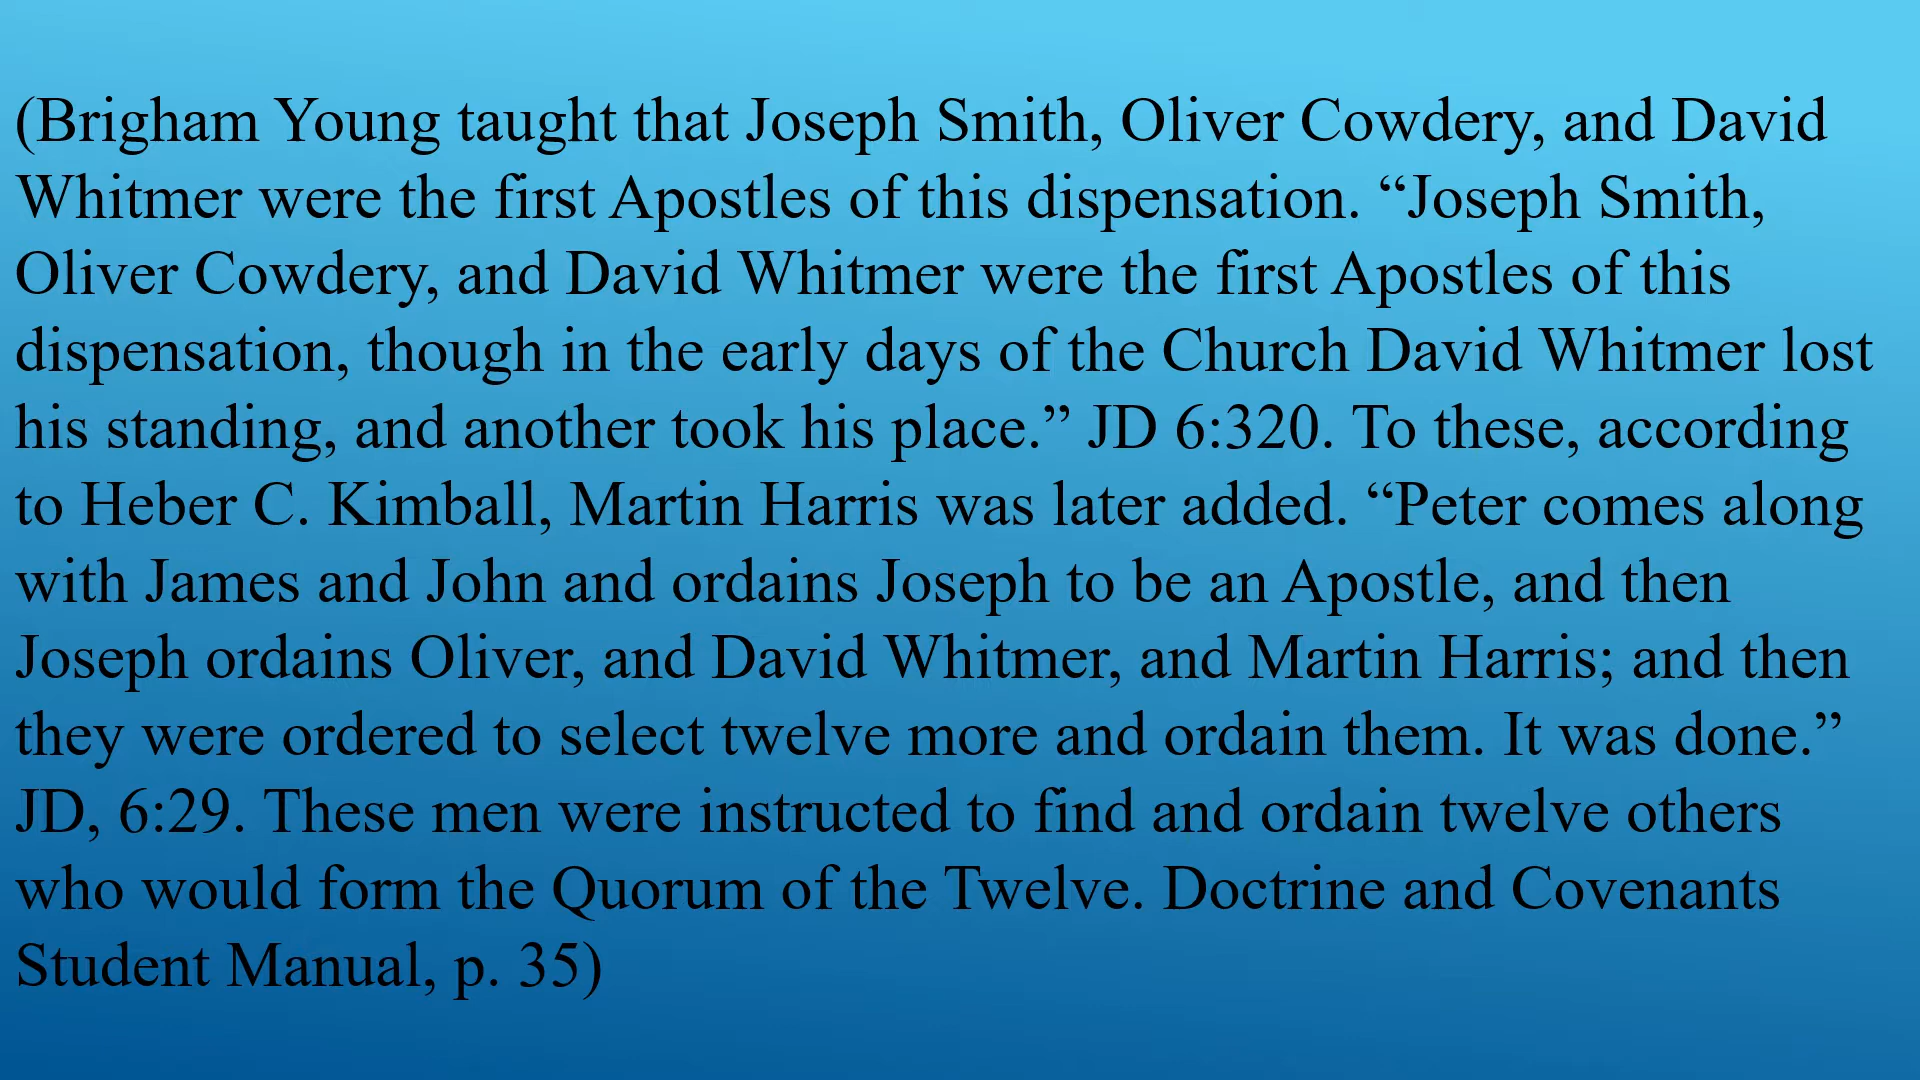 (Brigham Young taught that Joseph Smith, Oliver Cowdery, and David
Whitmer were the first Apostles of this dispensation. “Joseph Smith,
Oliver Cowdery, and David Whitmer were the first Apostles of this
dispensation, though in the early days of the Church David Whitmer lost
his standing, and another took his place.” JD 6:320. To these, according
to Heber C. Kimball, Martin Harris was later added. “Peter comes along
with James and John and ordains Joseph to be an Apostle, and then
Joseph ordains Oliver, and David Whitmer, and Martin Harris; and then
they were ordered to select twelve more and ordain them. It was done.”
JD, 6:29. These men were instructed to find and ordain twelve others
who would form the Quorum of the Twelve. Doctrine and Covenants
Student Manual, p. 35)